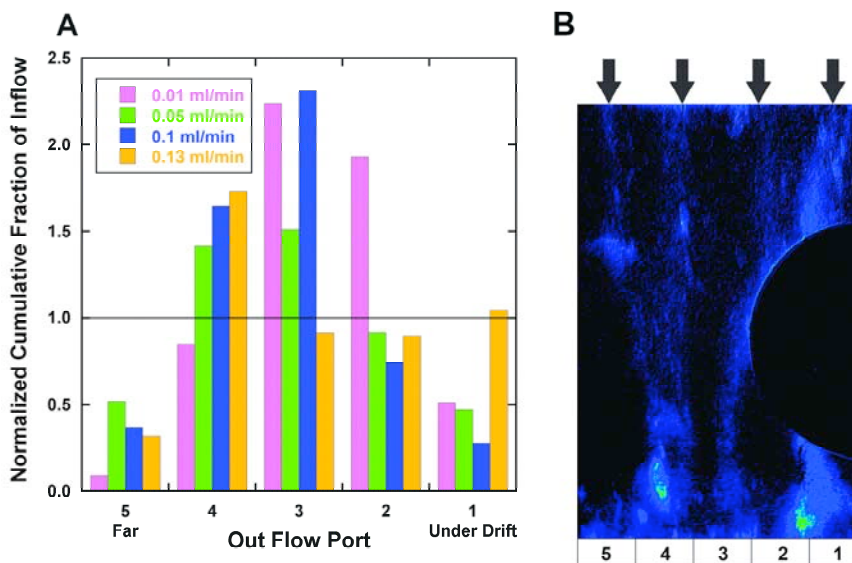 A
B
Normalized Cumulative Fraction of Inflow
2.5
2.0
1.5
1.0
0.5
0.0
0.01 ml/min
0.05 ml/min
0.1 ml/min
0.13 ml/min
5 4 3 2 1
Far Out Flow Port Under Drift
5 4 3 2 1